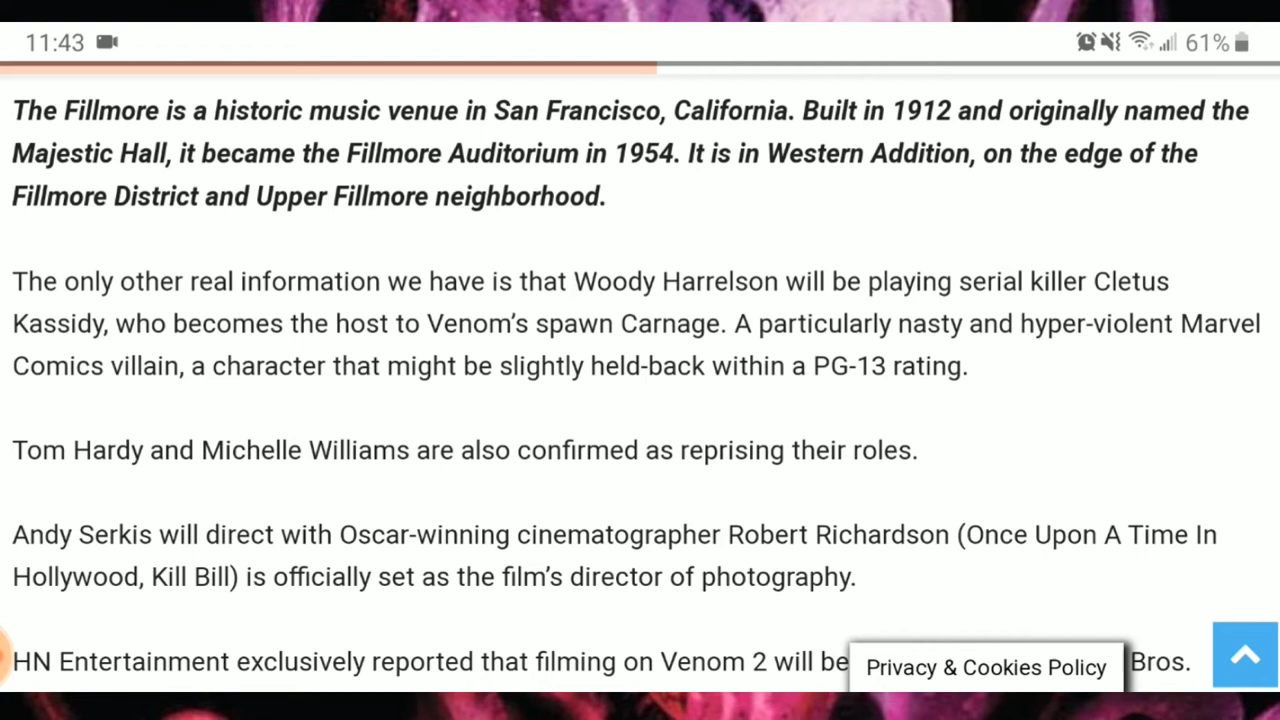 11:43 61%
The Fillmore is a historic music venue in San Francisco, California. Built in 1912 and originally named the
Majestic Hall, it became the Fillmore Auditorium in 1954. It is in Western Addition, on the edge of the
Fillmore District and Upper Fillmore neighborhood.
The only other real information we have is that Woody Harrelson will be playing serial killer Cletus
Kassidy, who becomes the host to Venom's spawn Carnage. A particularly nasty and hyper-violent Marvel
Comics villain, a character that might be slightly held-back within a PG-13 rating.
Tom Hardy and Michelle Williams are also confirmed as reprising their roles.
Andy Serkis will direct with Oscar-winning cinematographer Robert Richardson (Once Upon A Time In
Hollywood, Kill Bill) is officially set as the film's director of photography.
HN Entertainment exclusively reported that filming on Venom 2 will be Bros.
Privacy & Cookies Policy